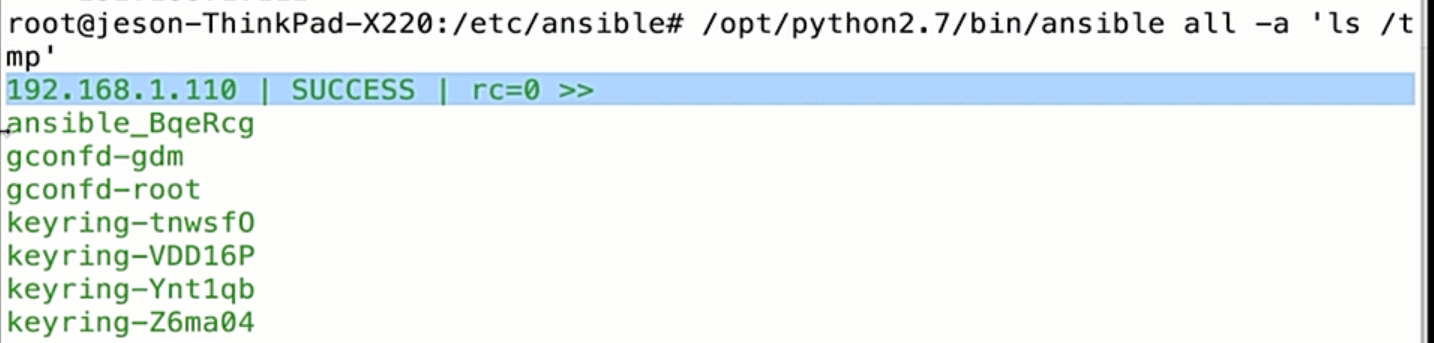 root@jeson-ThinkPad-X220:/etc/ansible# /opt/python2.7/bin/ansible all -a 'ls /t
mp'
192.168.1.110 | SUCCESS | rc=0 >>
ansible_BqeRcg
gconfd-gdm
gconfd-root
keyring-tnwsfO
keyring-VDD16P
keyring-Ynt1qb
keyring-Z6ma04